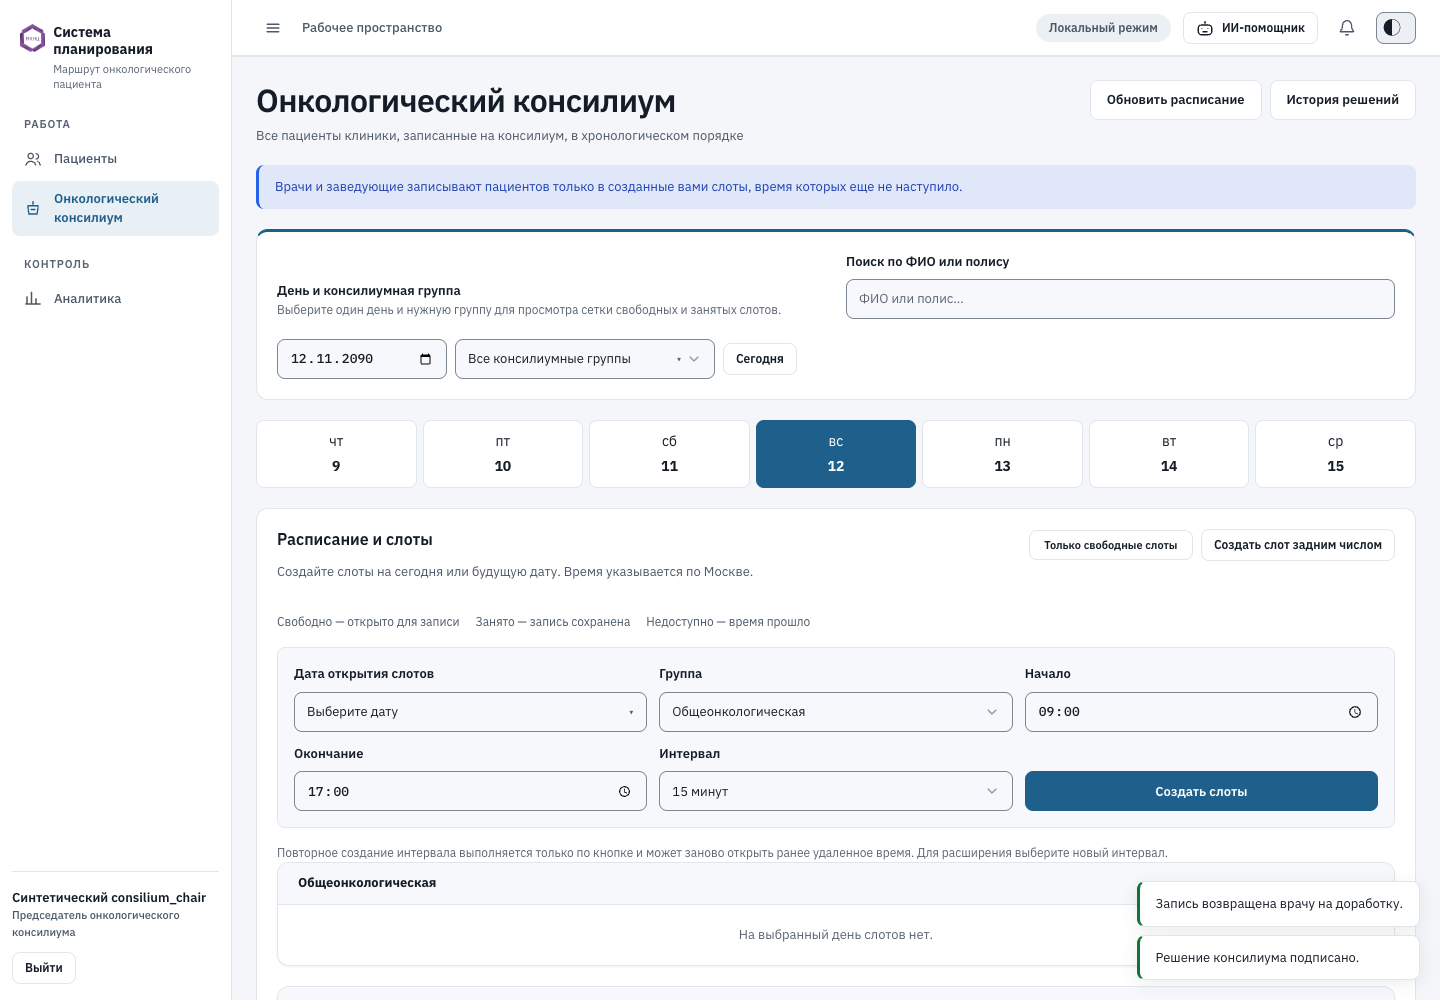 Система
планирования
Маршрут онкологического
пациента
РАБОТА
Пациенты
Онкологический
консилиум
КОНТРОЛЬ
Аналитика
Синтетический consilium_chair
Председатель онкологического
консилиума
Выйти
Рабочее пространство
Локальный режим
ИИ-помощник
Онкологический консилиум
Все пациенты клиники, записанные на консилиум, в хронологическом порядке
Обновить расписание
История решений
Врачи и заведующие записывают пациентов только в созданные вами слоты, время которых еще не наступило.
День и консилиумная группа
Выберите один день и нужную группу для просмотра сетки свободных и занятых слотов.
Поиск по ФИО или полису
ФИО или полис...
12.11.2090
Все консилиумные группы
Сегодня
чт
9
пт
10
сб
11
вс
12
пн
13
вт
14
ср
15
Расписание и слоты
Создайте слоты на сегодня или будущую дату. Время указывается по Москве.
Только свободные слоты
Создать слот задним числом
Свободно — открыто для записи Занято — запись сохранена Недоступно — время прошло
Дата открытия слотов
Выберите дату
Группа
Общеонкологическая
Начало
09:00
Окончание
17:00
Интервал
15 минут
Создать слоты
Повторное создание интервала выполняется только по кнопке и может заново открыть ранее удаленное время. Для расширения выберите новый интервал.
Общеонкологическая
На выбранный день слотов нет.
Запись возвращена врачу на доработку.
Решение консилиума подписано.